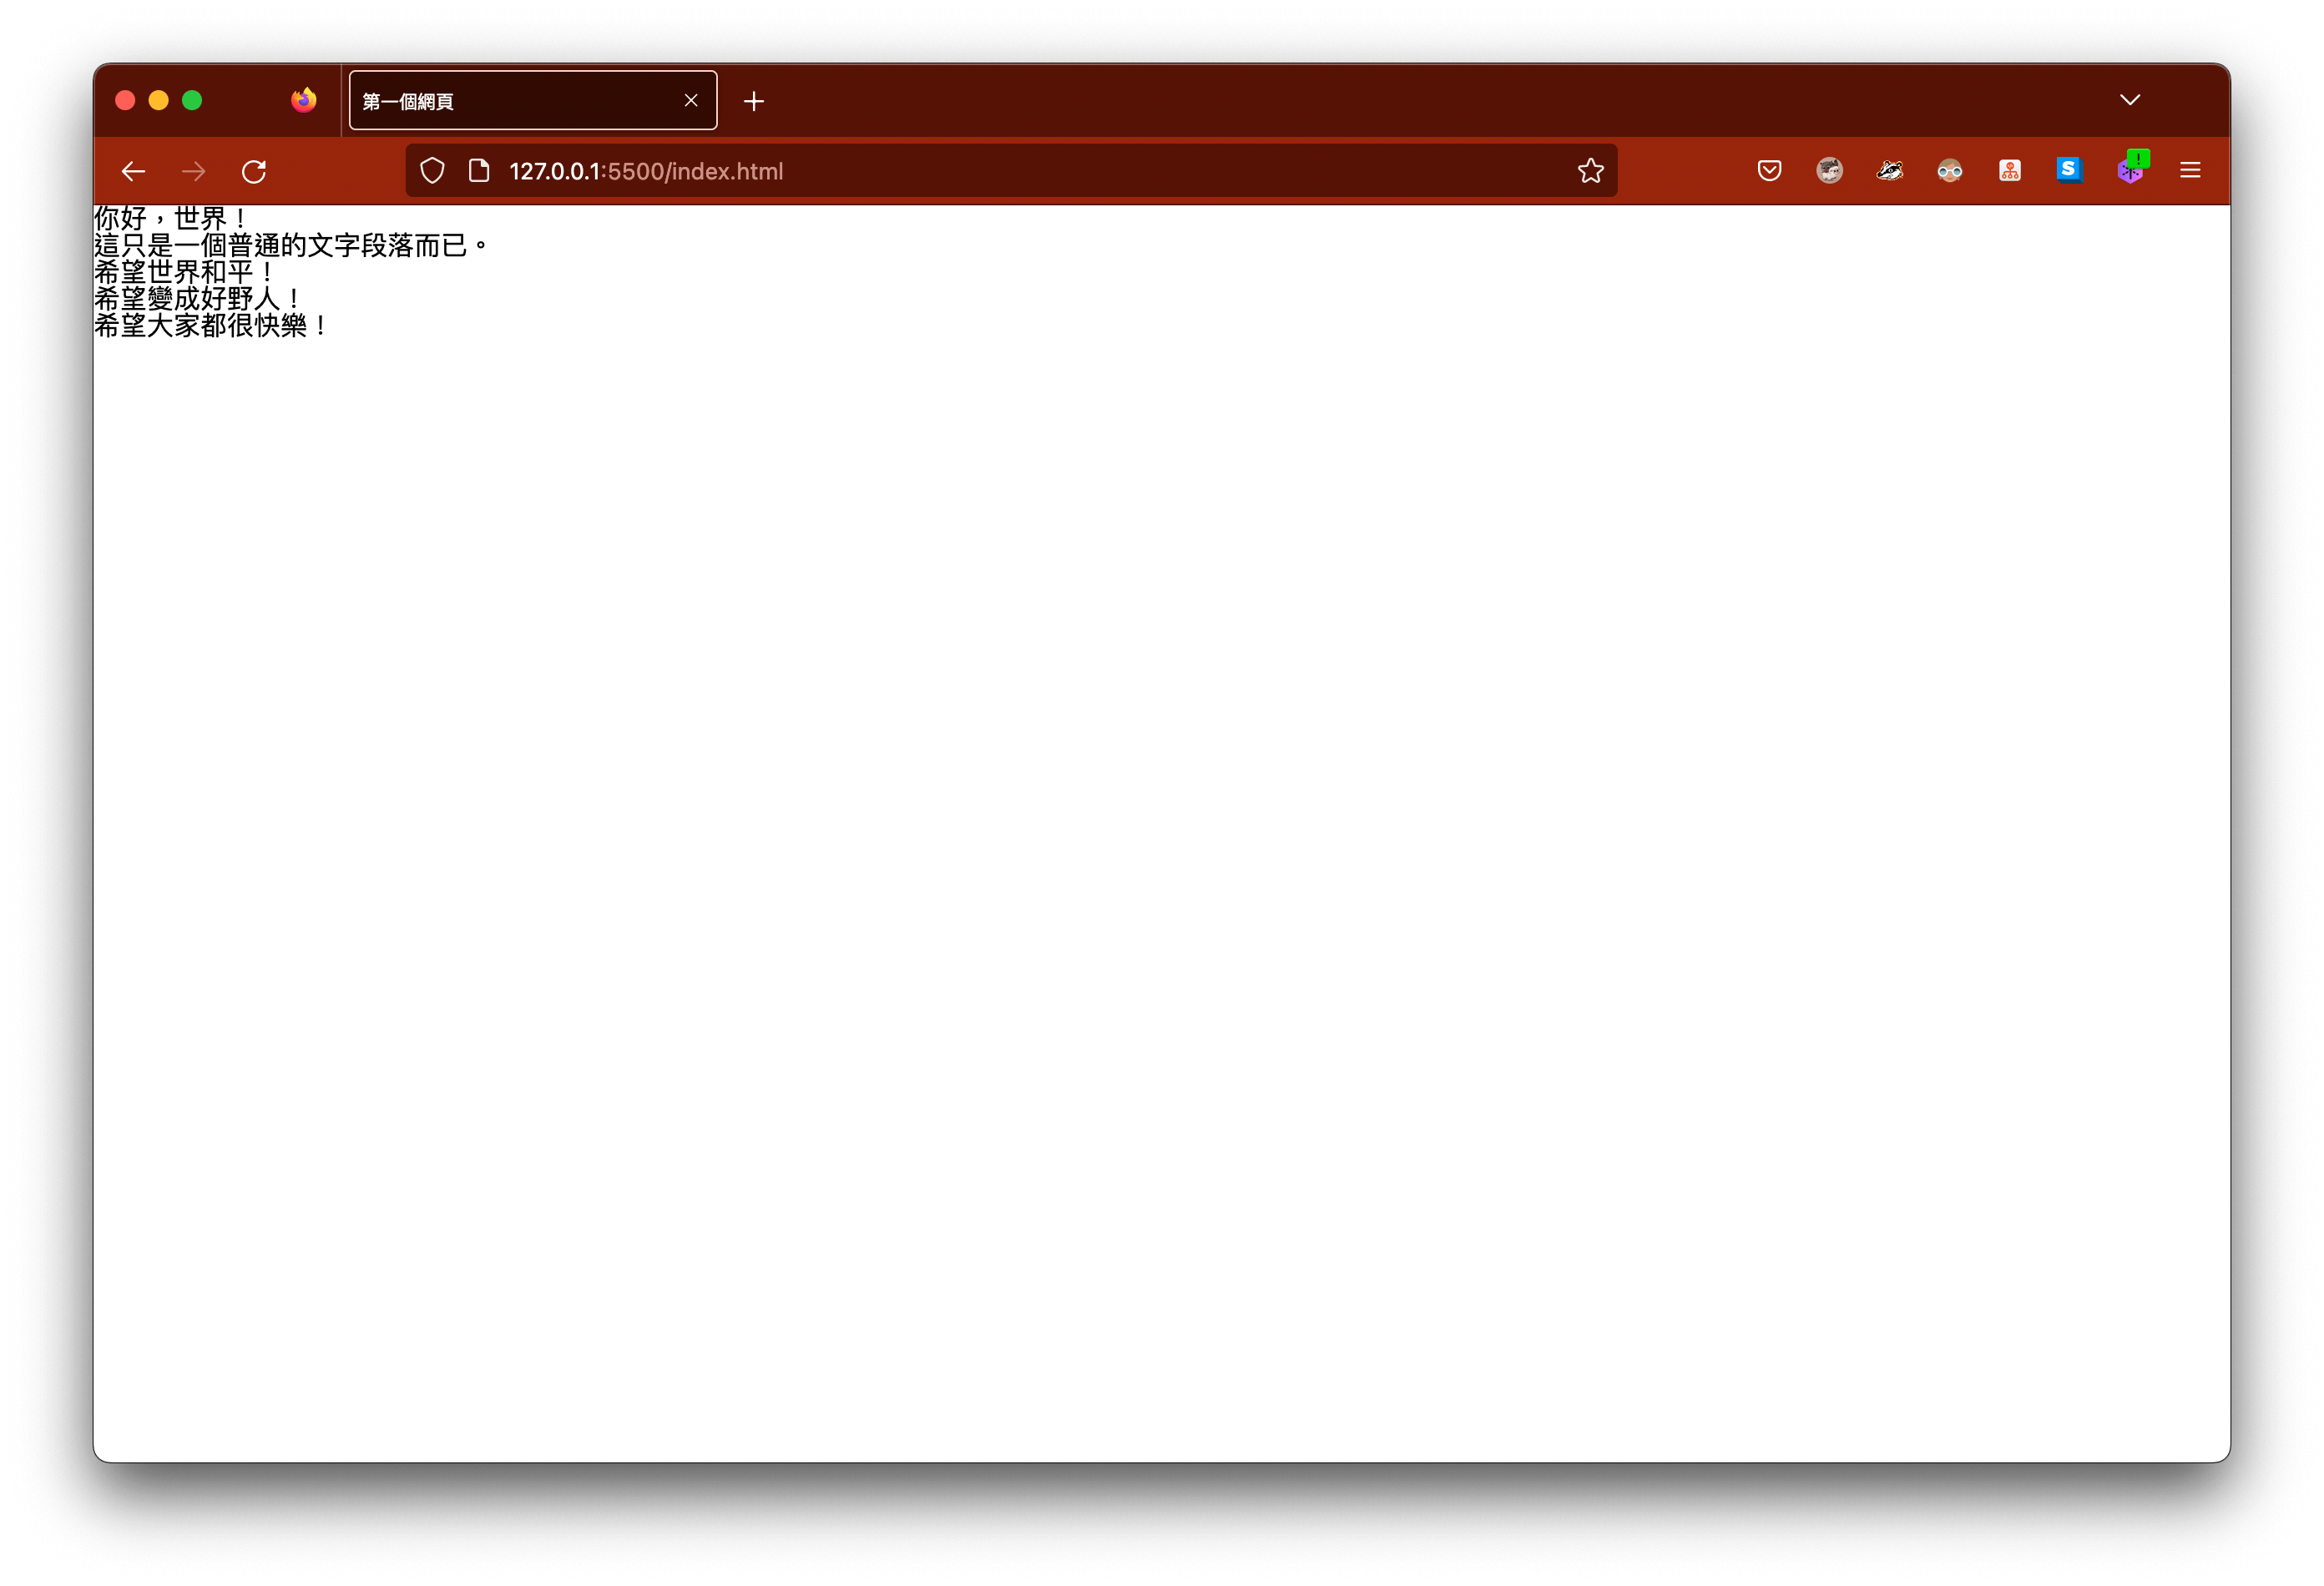 第一個網頁
127.0.0.1:5500/index.html
S
!
你好，世界！
這只是一個普通的文字段落而已。
希望世界和平！
希望變成好野人！
希望大家都很快樂！